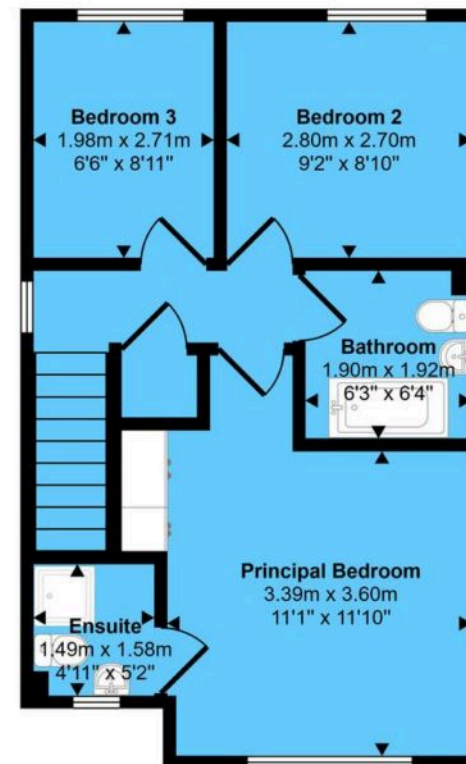 Bedroom 3
1.98m x 2.71m
6'6" x 8'11"
Bedroom 2
2.80m x 2.70m
9'2" x 8'10"
Bathroom
1.90m x 1.92m
6'3" x 6'4"
Principal Bedroom
3.39m x 3.60m
11'1" x 11'10"
Ensuite
1.49m x 1.58m
4'11" x 5'2"